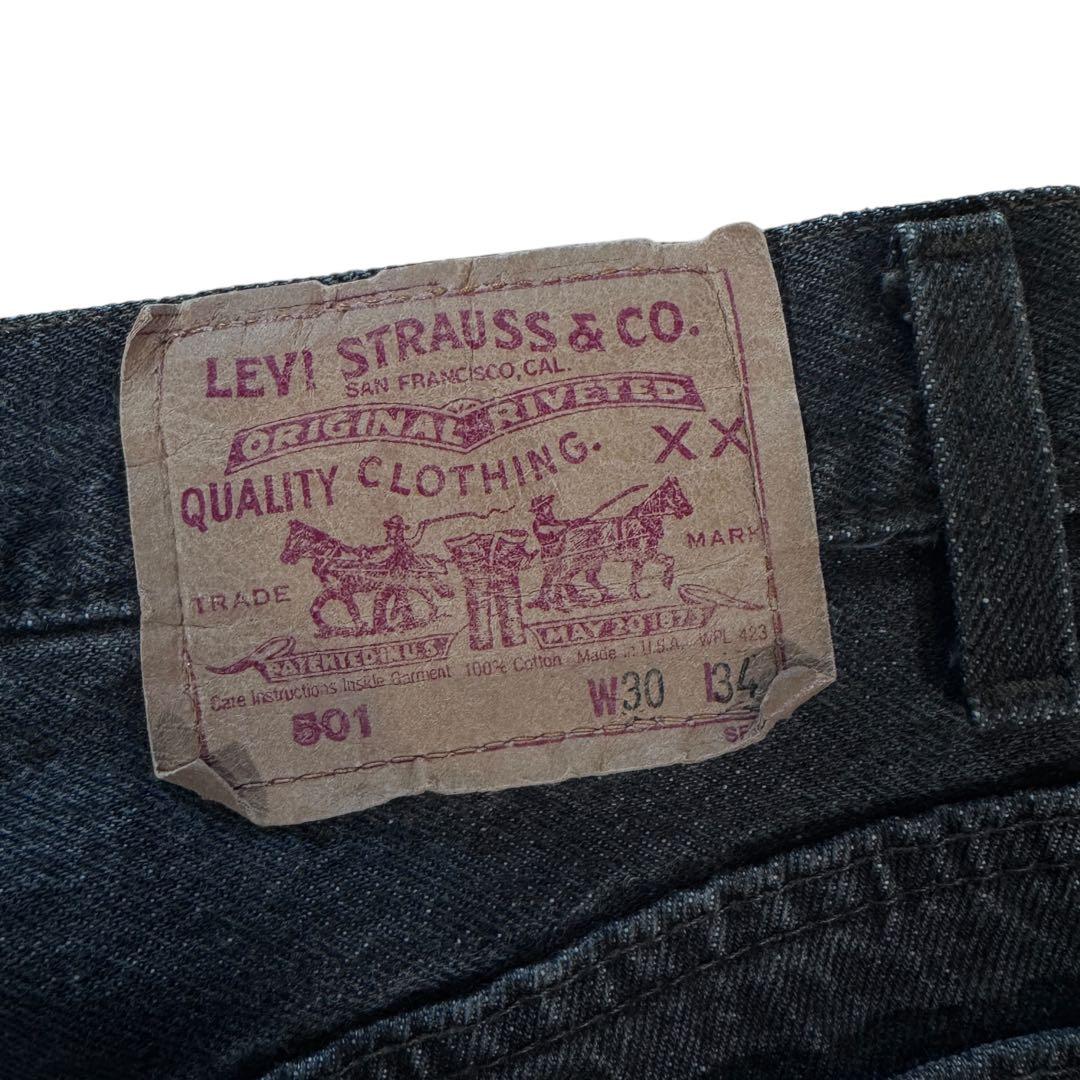 LEVI STRAUSS & CO.
SAN FRANCISCO, CAL.
ORIGINAL RIVETED
QUALITY CLOTHING. XX
TRADE MARK
PATENTED IN U.S. MAY 20 1873
Care Instructions Inside Garment 100% Cotton Made in U.S.A. WPL 423
501 W30 L34